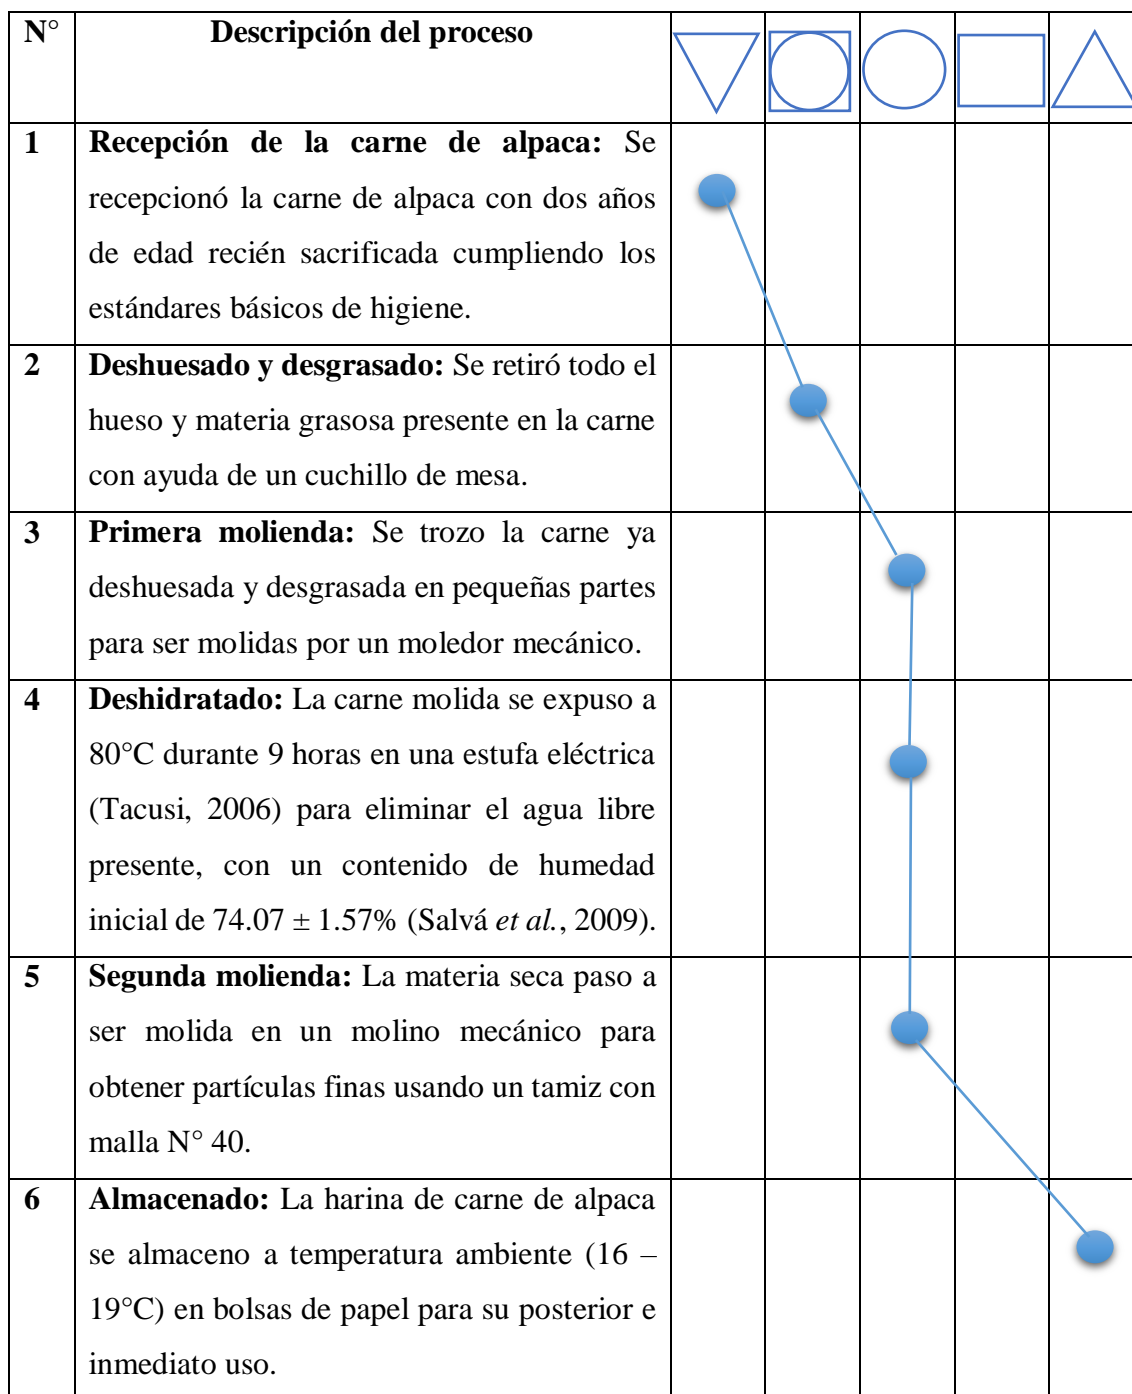 N° Descripción del proceso
1 Recepción de la carne de alpaca: Se
recepcionó la carne de alpaca con dos años
de edad recién sacrificada cumpliendo los
estándares básicos de higiene.
2 Deshuesado y desgrasado: Se retiró todo el
hueso y materia grasosa presente en la carne
con ayuda de un cuchillo de mesa.
3 Primera molienda: Se trozo la carne ya
deshuesada y desgrasada en pequeñas partes
para ser molidas por un moledor mecánico.
4 Deshidratado: La carne molida se expuso a
80°C durante 9 horas en una estufa eléctrica
(Tacusi, 2006) para eliminar el agua libre
presente, con un contenido de humedad
inicial de 74.07 ± 1.57% (Salvá et al., 2009).
5 Segunda molienda: La materia seca paso a
ser molida en un molino mecánico para
obtener partículas finas usando un tamiz con
malla N° 40.
6 Almacenado: La harina de carne de alpaca
se almaceno a temperatura ambiente (16 –
19°C) en bolsas de papel para su posterior e
inmediato uso.